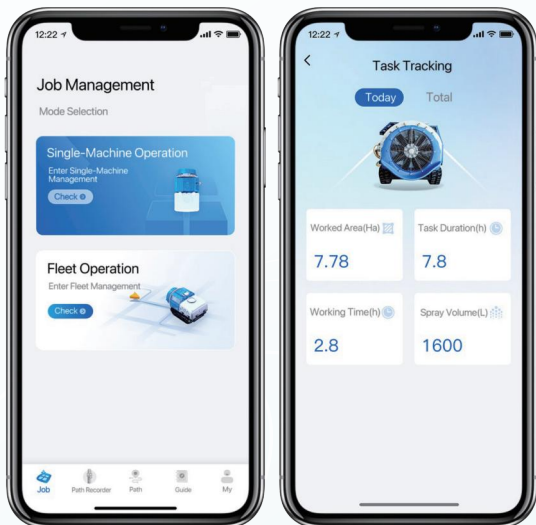 12:22
Job Management
Mode Selection
Single-Machine Operation
Enter Single-Machine
Management
Check
Fleet Operation
Enter Fleet Management
Check
Job
Path Recorder
Path
Guide
My
12:22
Task Tracking
Today
Total
Worked Area(Ha)
7.78
Task Duration(h)
7.8
Working Time(h)
2.8
Spray Volume(L)
1600